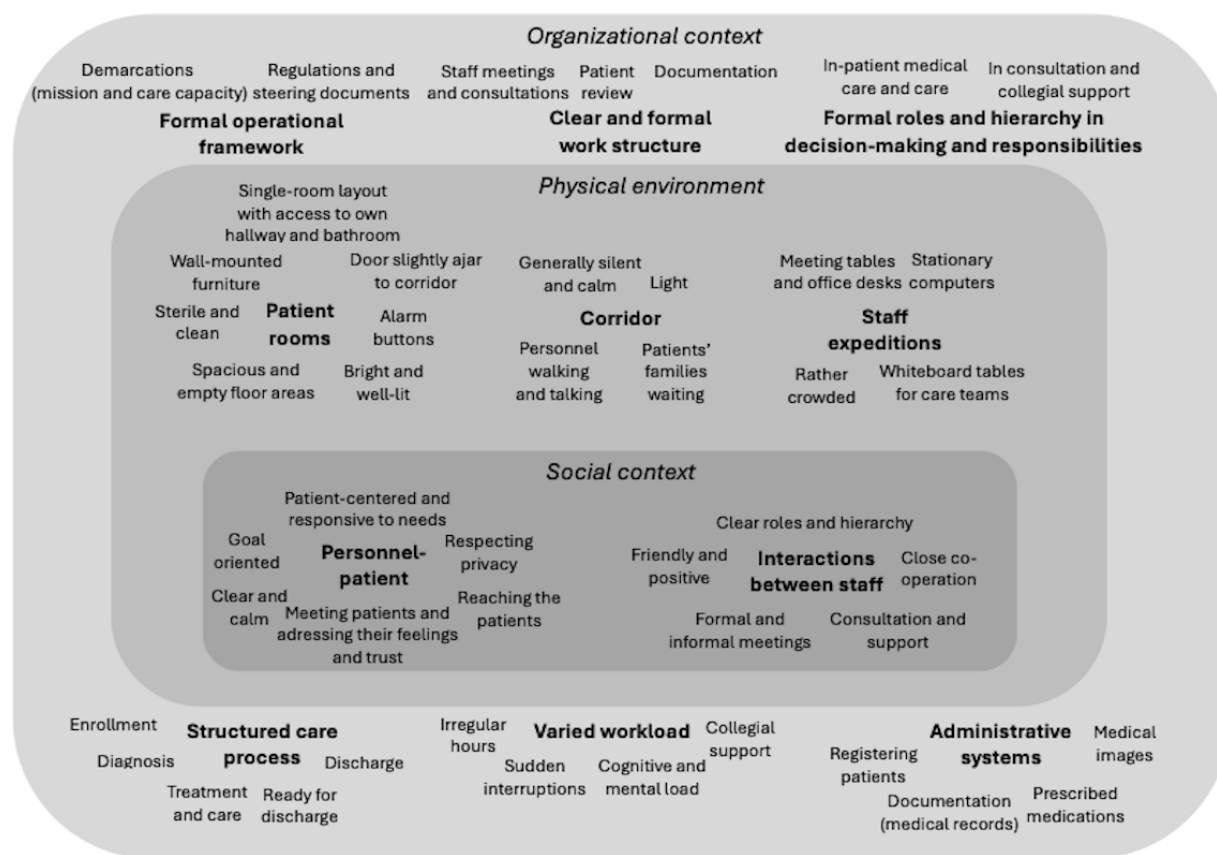 Organizational context
Demarcations
(mission and care capacity)
Regulations and
steering documents
Staff meetings
and consultations
Patient
review
Documentation
In-patient medical
care and care
In consultation and
collegial support
Formal operational
framework
Clear and formal
work structure
Formal roles and hierarchy in
decision-making and responsibilities
Physical environment
Single-room layout
with access to own
hallway and bathroom
Wall-mounted
furniture
Door slightly ajar
to corridor
Sterile and
clean
Patient
rooms
Alarm
buttons
Spacious and
empty floor areas
Bright and
well-lit
Generally silent
and calm
Light
Corridor
Personnel
walking
and talking
Patients’
families
waiting
Meeting tables
and office desks
Stationary
computers
Staff
expeditions
Rather
crowded
Whiteboard tables
for care teams
Social context
Patient-centered and
responsive to needs
Goal
oriented
Personnel-
patient
Respecting
privacy
Clear and
calm
Meeting patients and
adressing their feelings
and trust
Reaching the
patients
Clear roles and hierarchy
Friendly and
positive
Interactions
between staff
Close co-
operation
Formal and
informal meetings
Consultation and
support
Enrollment
Structured care
process
Diagnosis
Discharge
Treatment
and care
Ready for
discharge
Irregular
hours
Varied workload
Collegial
support
Sudden
interruptions
Cognitive and
mental load
Administrative
systems
Medical
images
Registering
patients
Documentation
(medical records)
Prescribed
medications